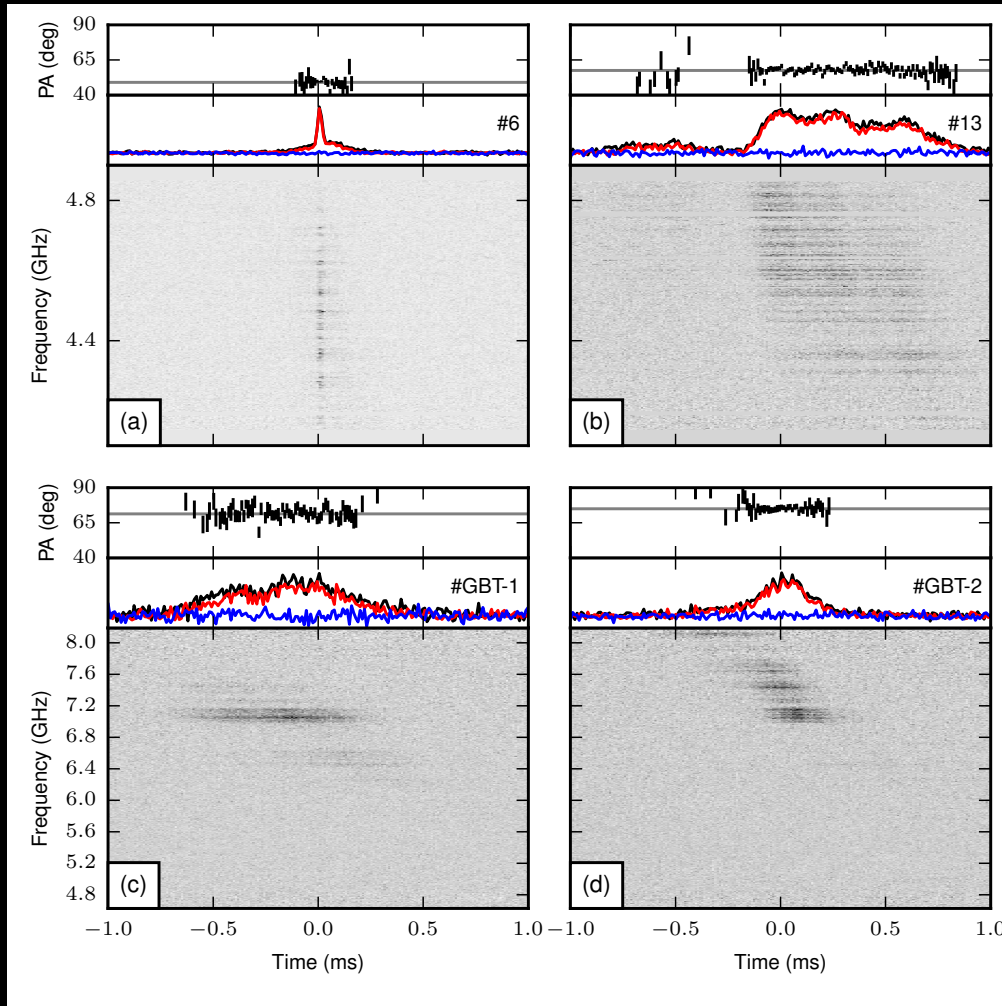 90
65
40
PA (deg)
#6
#13
4.8
4.4
Frequency (GHz)
(a)
(b)
90
65
40
PA (deg)
#GBT-1
#GBT-2
8.0
7.6
7.2
6.8
6.4
6.0
5.6
5.2
4.8
Frequency (GHz)
(c)
(d)
−1.0 −0.5 0.0 0.5 1.0
−1.0 −0.5 0.0 0.5 1.0
Time (ms)
Time (ms)